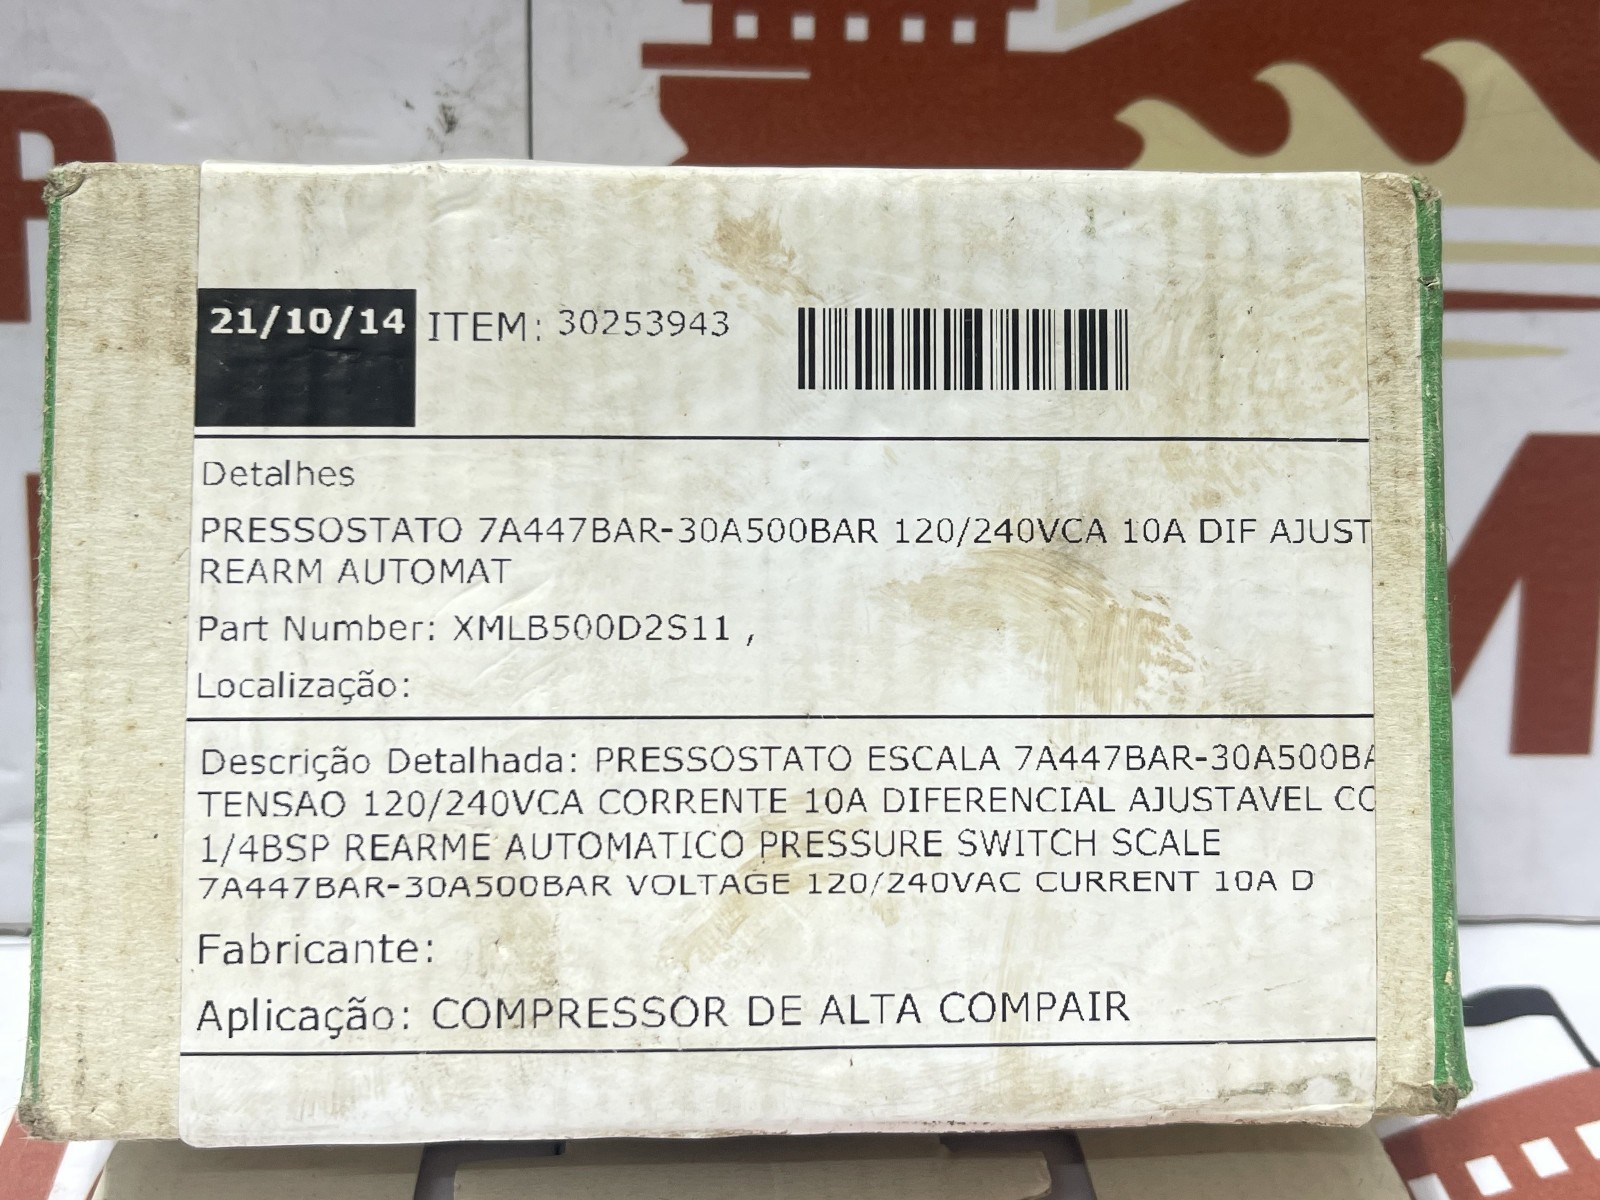 21/10/14 ITEM: 30253943
Detalhes
PRESSOSTATO 7A447BAR-30A500BAR 120/240VCA 10A DIF AJUST
REARM AUTOMAT
Part Number: XMLB500D2S11 ,
Localização:
Descrição Detalhada: PRESSOSTATO ESCALA 7A447BAR-30A500BA
TENSAO 120/240VCA CORRENTE 10A DIFERENCIAL AJUSTAVEL CO
1/4BSP REARME AUTOMATICO PRESSURE SWITCH SCALE
7A447BAR-30A500BAR VOLTAGE 120/240VAC CURRENT 10A D
Fabricante:
Aplicação: COMPRESSOR DE ALTA COMPAIR